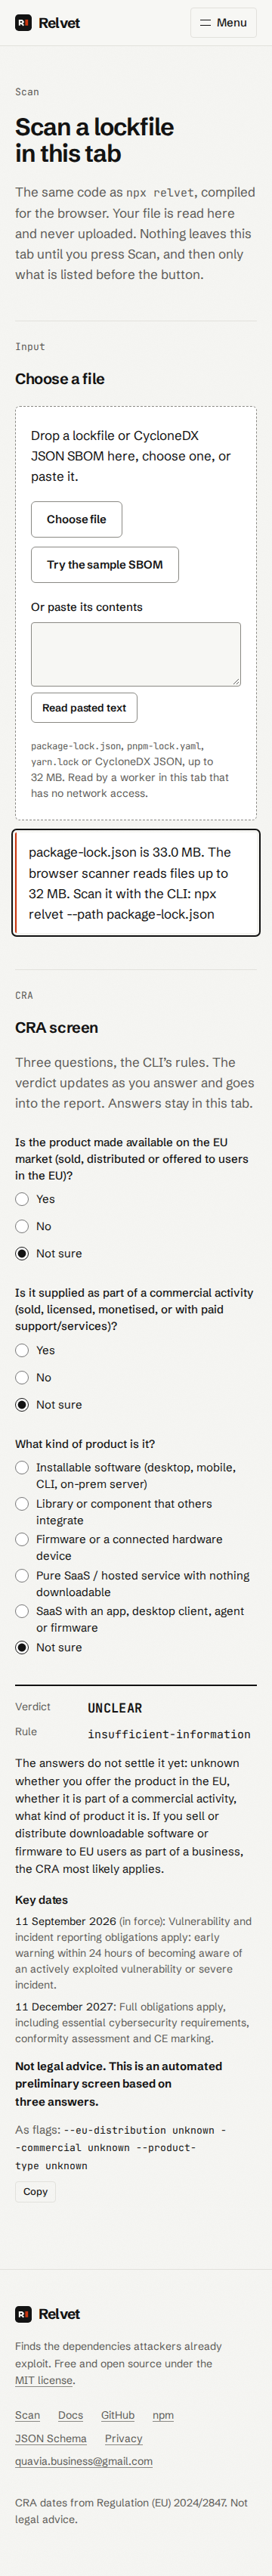 Relvet
Menu
Scan
Scan a lockfile
in this tab
The same code as npx relvet, compiled
for the browser. Your file is read here
and never uploaded. Nothing leaves this
tab until you press Scan, and then only
what is listed before the button.
Input
Choose a file
Drop a lockfile or CycloneDX
JSON SBOM here, choose one, or
paste it.
Choose file
Try the sample SBOM
Or paste its contents
Read pasted text
package-lock.json, pnpm-lock.yaml,
yarn.lock or CycloneDX JSON, up to
32 MB. Read by a worker in this tab that
has no network access.
package-lock.json is 33.0 MB. The
browser scanner reads files up to
32 MB. Scan it with the CLI: npx
relvet --path package-lock.json
CRA
CRA screen
Three questions, the CLI’s rules. The
verdict updates as you answer and goes
into the report. Answers stay in this tab.
Is the product made available on the EU
market (sold, distributed or offered to users
in the EU)?
Yes
No
Not sure
Is it supplied as part of a commercial activity
(sold, licensed, monetised, or with paid
support/services)?
Yes
No
Not sure
What kind of product is it?
Installable software (desktop, mobile,
CLI, on-prem server)
Library or component that others
integrate
Firmware or a connected hardware
device
Pure SaaS / hosted service with nothing
downloadable
SaaS with an app, desktop client, agent
or firmware
Not sure
Verdict UNCLEAR
Rule insufficient-information
The answers do not settle it yet: unknown
whether you offer the product in the EU,
whether it is part of a commercial activity,
what kind of product it is. If you sell or
distribute downloadable software or
firmware to EU users as part of a business,
the CRA most likely applies.
Key dates
11 September 2026 (in force): Vulnerability and
incident reporting obligations apply: early
warning within 24 hours of becoming aware of
an actively exploited vulnerability or severe
incident.
11 December 2027: Full obligations apply,
including essential cybersecurity requirements,
conformity assessment and CE marking.
Not legal advice. This is an automated
preliminary screen based on
three answers.
As flags: --eu-distribution unknown -
-commercial unknown --product-
type unknown
Copy
Relvet
Finds the dependencies attackers already
exploit. Free and open source under the
MIT license.
Scan Docs GitHub npm
JSON Schema Privacy
quavia.business@gmail.com
CRA dates from Regulation (EU) 2024/2847. Not
legal advice.